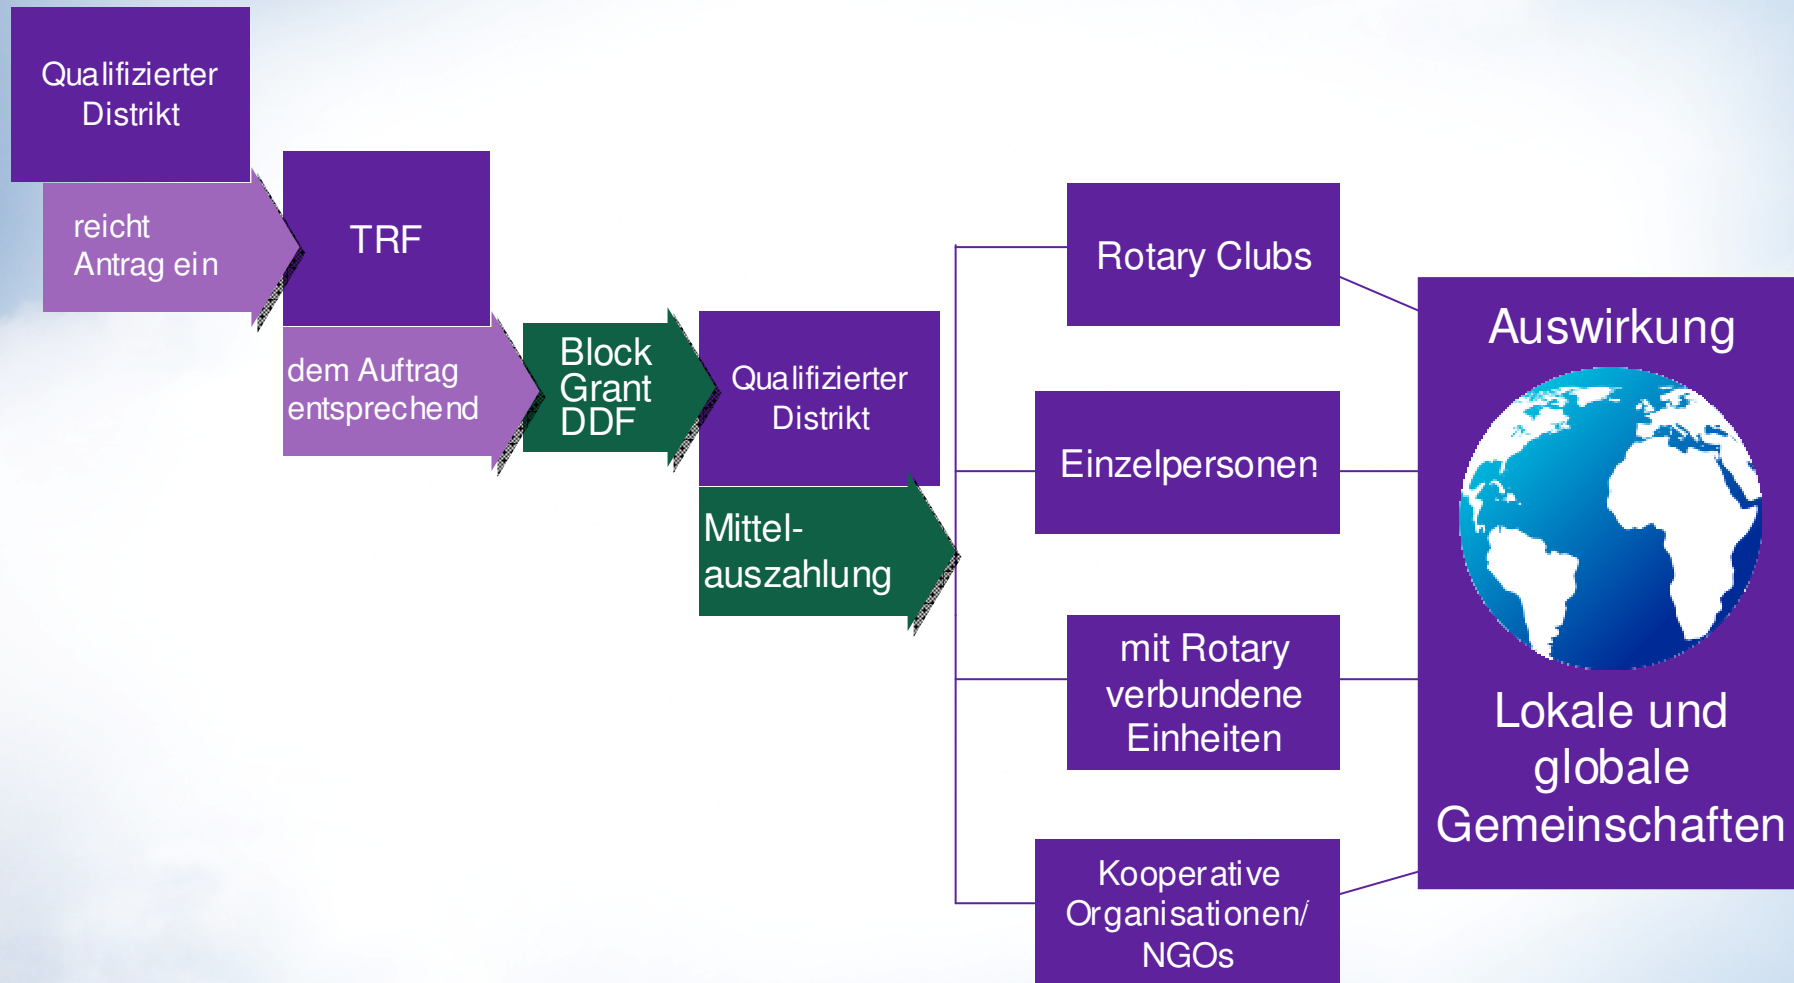 Qualifizierter
Distrikt
reicht
Antrag ein
TRF
dem Auftrag
entsprechend
Block
Grant
DDF
Qualifizierter
Distrikt
Mittel-
auszahlung
Rotary Clubs
Einzelpersonen
mit Rotary
verbundene
Einheiten
Kooperative
Organisationen/
NGOs
Auswirkung
Lokale und
globale
Gemeinschaften